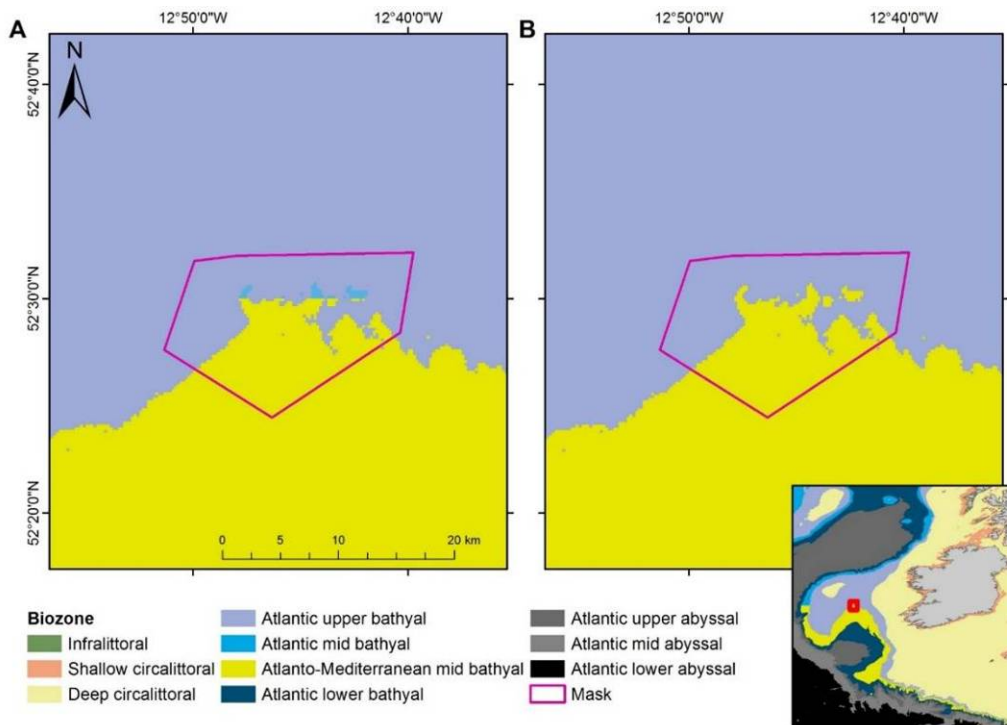 12°50'0"W
12°40'0"W
12°50'0"W
12°40'0"W
A
B
N
52°40'0"N
52°30'0"N
52°20'0"N
0
5
10
20 km
Biozone
Infralittoral
Shallow circalittoral
Deep circalittoral
Atlantic upper bathyal
Atlantic mid bathyal
Atlanto-Mediterranean mid bathyal
Atlantic lower bathyal
Atlantic upper abyssal
Atlantic mid abyssal
Atlantic lower abyssal
Mask